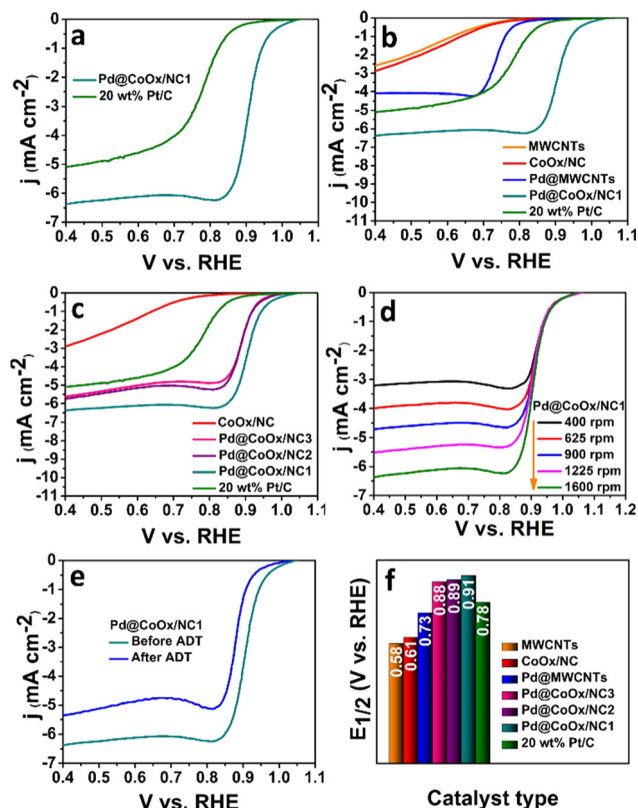 a
Pd@CoOx/NC1
20 wt% Pt/C
0
-1
-2
-3
-4
-5
-6
-7
0.4 0.5 0.6 0.7 0.8 0.9 1.0 1.1
j (mA cm-2)
V vs. RHE
b
MWCNTs
CoOx/NC
Pd@MWCNTs
Pd@CoOx/NC1
20 wt% Pt/C
0
-1
-2
-3
-4
-5
-6
-7
-8
-9
-10
-11
0.4 0.5 0.6 0.7 0.8 0.9 1.0 1.1
j (mA cm-2)
V vs. RHE
c
CoOx/NC
Pd@CoOx/NC3
Pd@CoOx/NC2
Pd@CoOx/NC1
20 wt% Pt/C
0
-1
-2
-3
-4
-5
-6
-7
-8
-9
-10
-11
0.4 0.5 0.6 0.7 0.8 0.9 1.0 1.1
j (mA cm-2)
V vs. RHE
d
Pd@CoOx/NC1
400 rpm
625 rpm
900 rpm
1225 rpm
1600 rpm
0
-1
-2
-3
-4
-5
-6
-7
0.4 0.5 0.6 0.7 0.8 0.9 1.0 1.1 1.2
j (mA cm-2)
V vs. RHE
e
Pd@CoOx/NC1
Before ADT
After ADT
0
-1
-2
-3
-4
-5
-6
-7
0.4 0.5 0.6 0.7 0.8 0.9 1.0 1.1
j (mA cm-2)
V vs. RHE
f
0.58
0.61
0.73
0.88
0.89
0.91
0.78
MWCNTs
CoOx/NC
Pd@MWCNTs
Pd@CoOx/NC3
Pd@CoOx/NC2
Pd@CoOx/NC1
20 wt% Pt/C
E1/2 (V vs. RHE)
Catalyst type